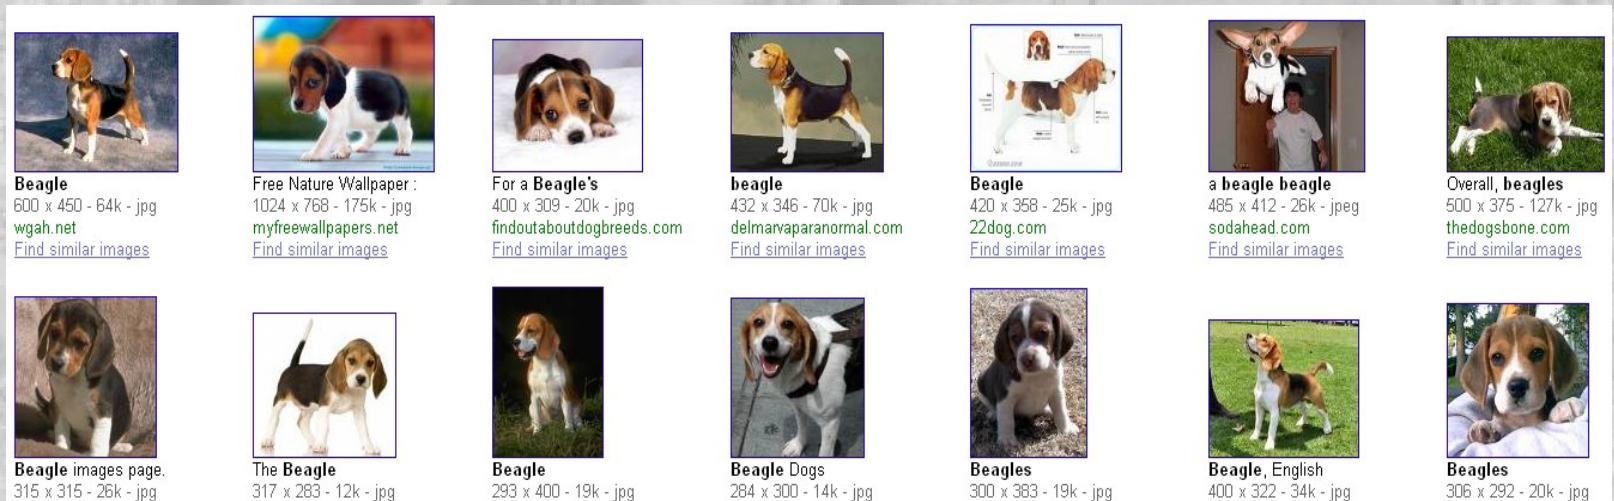 Beagle
600 x 450 - 64k - jpg
wgah.net
Find similar images
Free Nature Wallpaper :
1024 x 768 - 175k - jpg
myfreewallpapers.net
Find similar images
For a Beagle's
400 x 309 - 20k - jpg
findoutaboutdogbreeds.com
Find similar images
beagle
432 x 346 - 70k - jpg
delmarvaparanormal.com
Find similar images
Beagle
420 x 358 - 25k - jpg
22dog.com
Find similar images
a beagle beagle
485 x 412 - 26k - jpeg
sodahead.com
Find similar images
Overall, beagles
500 x 375 - 127k - jpg
thedogsbone.com
Find similar images
Beagle images page.
315 x 315 - 26k - jpg
The Beagle
317 x 283 - 12k - jpg
Beagle
293 x 400 - 19k - jpg
Beagle Dogs
284 x 300 - 14k - jpg
Beagles
300 x 383 - 19k - jpg
Beagle, English
400 x 322 - 34k - jpg
Beagles
306 x 292 - 20k - jpg